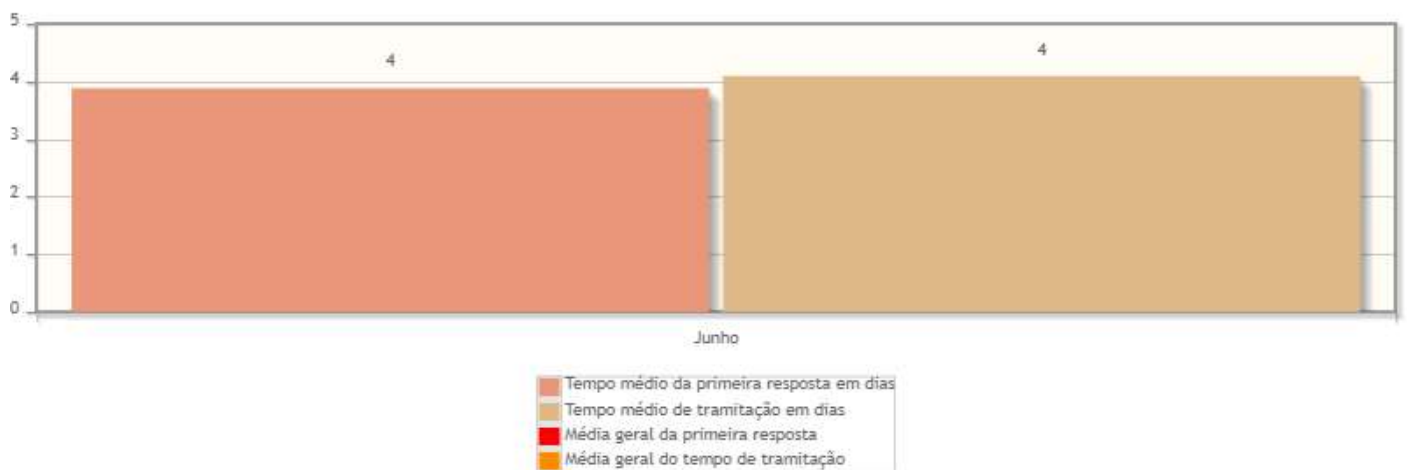 5
4
4
4
3
2
1
0
Junho
Tempo médio da primeira resposta em dias
Tempo médio de tramitação em dias
Média geral da primeira resposta
Média geral do tempo de tramitação